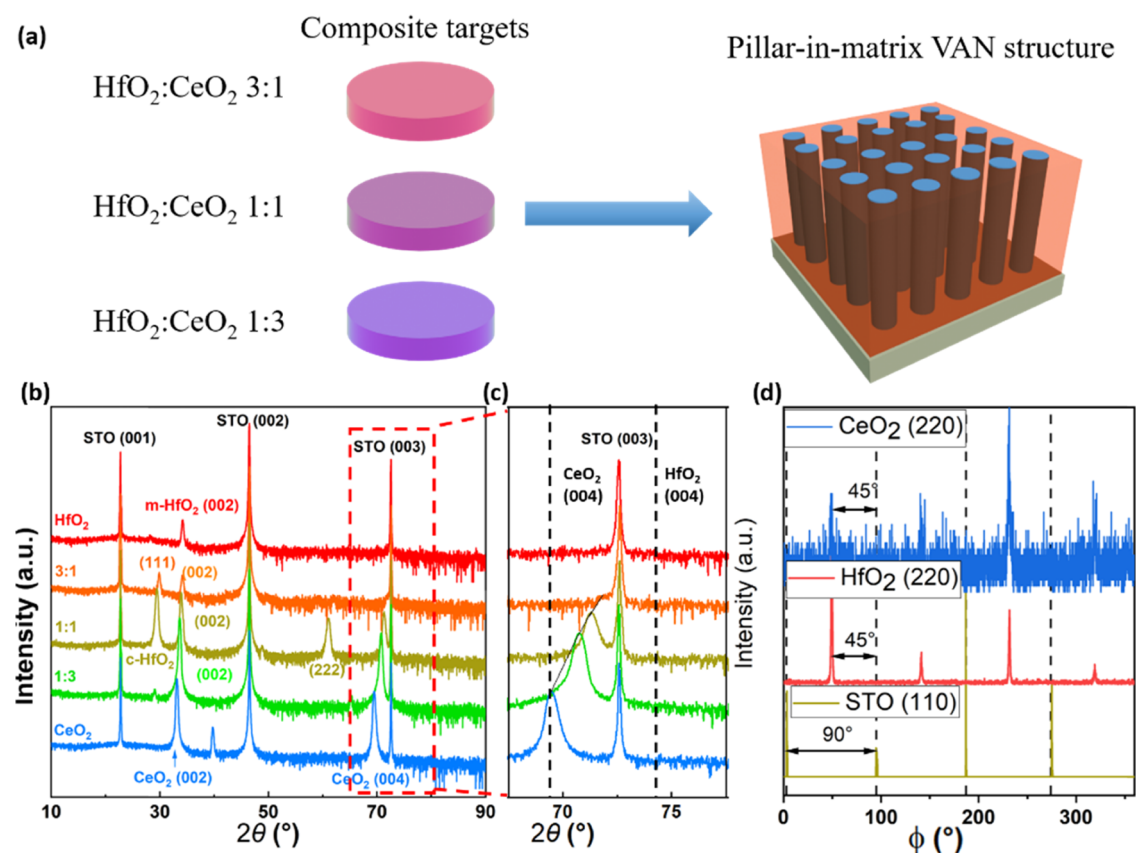 (a)
Composite targets
Pillar-in-matrix VAN structure
HfO₂:CeO₂ 3:1
HfO₂:CeO₂ 1:1
HfO₂:CeO₂ 1:3
(b)
STO (001)
STO (002)
STO (003)
HfO₂
m-HfO₂ (002)
3:1
(111)
(002)
1:1
(002)
c-HfO₂
(222)
1:3
(002)
CeO₂
CeO₂ (002)
CeO₂ (004)
Intensity (a.u.)
10
30
50
70
90
2θ (°)
(c)
STO (003)
CeO₂
(004)
HfO₂
(004)
70
75
2θ (°)
(d)
CeO₂ (220)
45°
HfO₂ (220)
45°
STO (110)
90°
Intensity (a.u.)
0
100
200
300
ϕ (°)